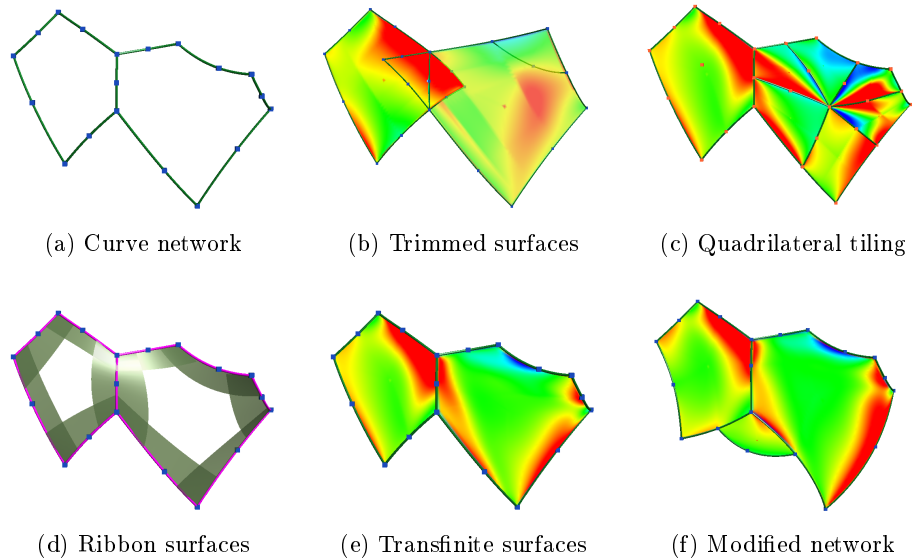 (a) Curve network
(b) Trimmed surfaces
(c) Quadrilateral tiling
(d) Ribbon surfaces
(e) Transfinite surfaces
(f) Modified network